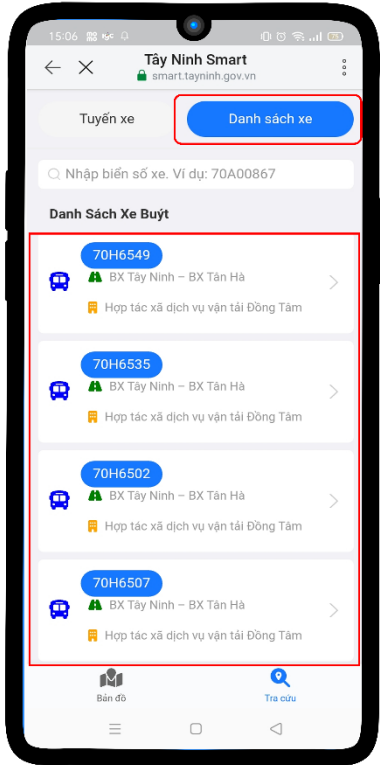 15:06
Tây Ninh Smart
smart.tayninh.gov.vn
Tuyến xe
Danh sách xe
Nhập biển số xe. Ví dụ: 70A00867
Danh Sách Xe Buýt
70H6549
BX Tây Ninh – BX Tân Hà
Hợp tác xã dịch vụ vận tải Đồng Tâm
70H6535
BX Tây Ninh – BX Tân Hà
Hợp tác xã dịch vụ vận tải Đồng Tâm
70H6502
BX Tây Ninh – BX Tân Hà
Hợp tác xã dịch vụ vận tải Đồng Tâm
70H6507
BX Tây Ninh – BX Tân Hà
Hợp tác xã dịch vụ vận tải Đồng Tâm
Bản đồ
Tra cứu